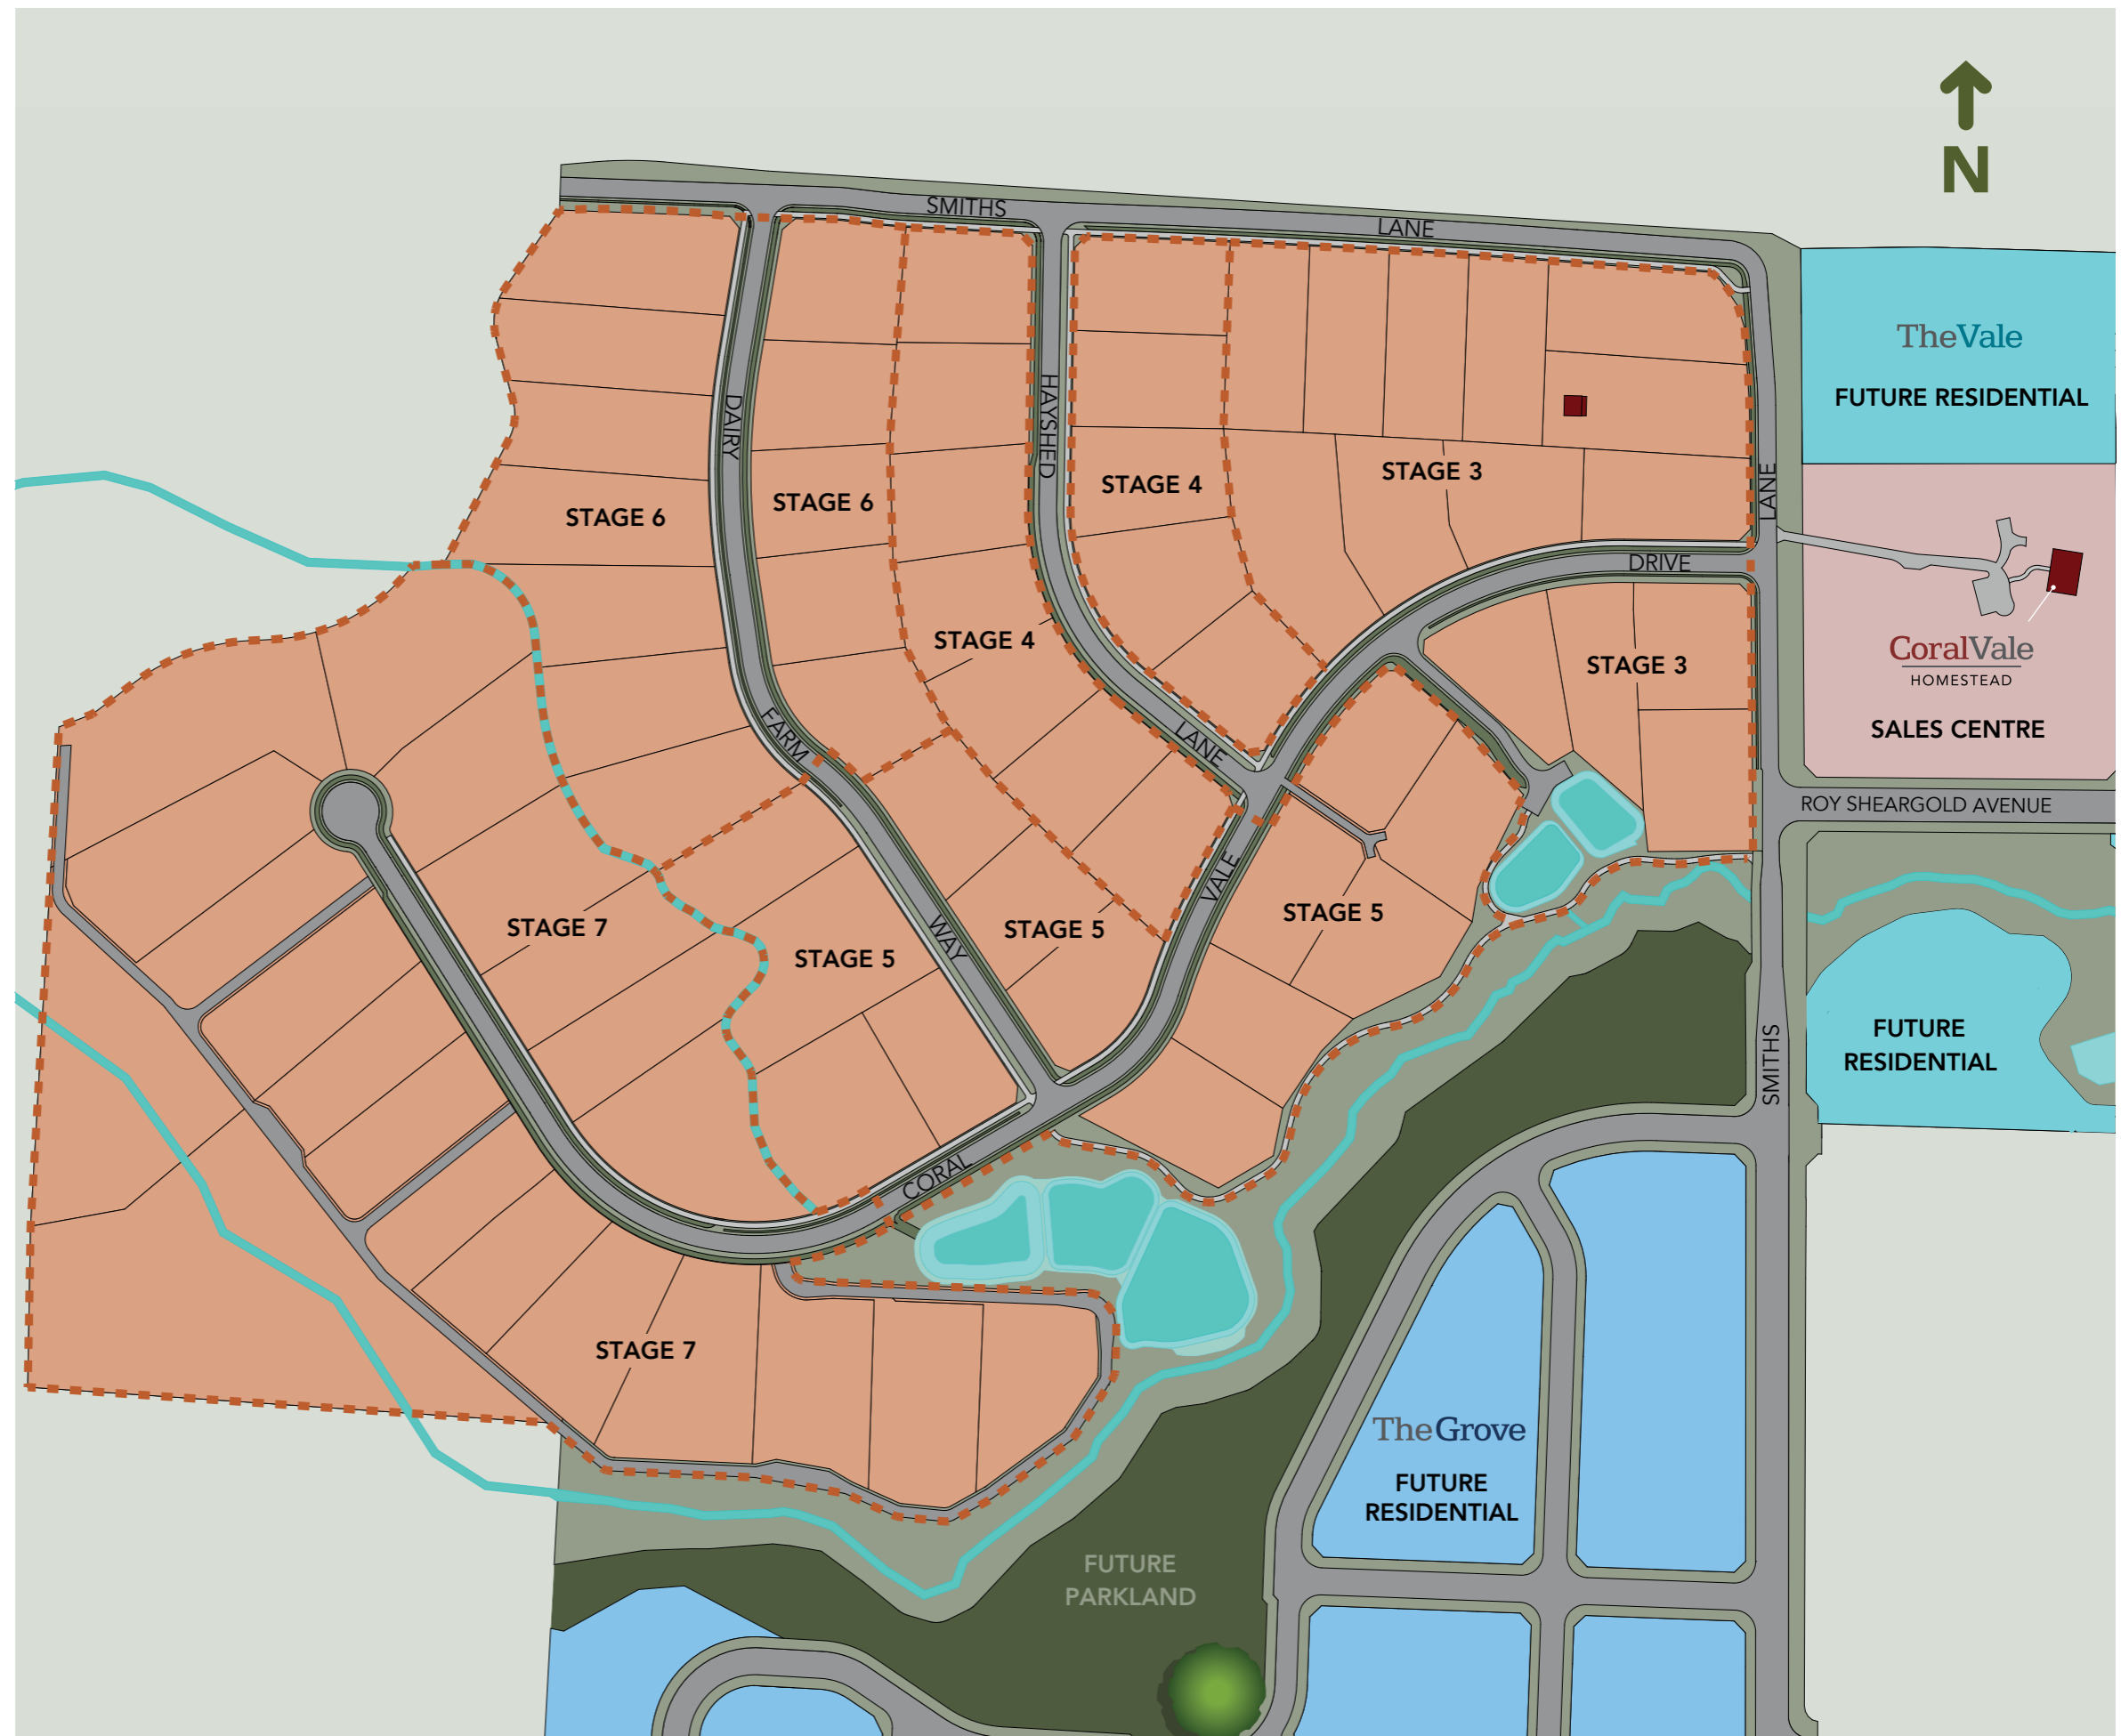 N
SMITHS
LANE
TheVale
FUTURE RESIDENTIAL
DAIRY
HAYSHED
STAGE 3
STAGE 4
LANE
STAGE 6
STAGE 6
DRIVE
STAGE 4
STAGE 3
CoralVale
HOMESTEAD
SALES CENTRE
FARM
LANE
ROY SHEARGOLD AVENUE
VALE
STAGE 7
WAY
STAGE 5
STAGE 5
STAGE 5
FUTURE
RESIDENTIAL
SMITHS
CORAL
STAGE 7
TheGrove
FUTURE
RESIDENTIAL
FUTURE
PARKLAND